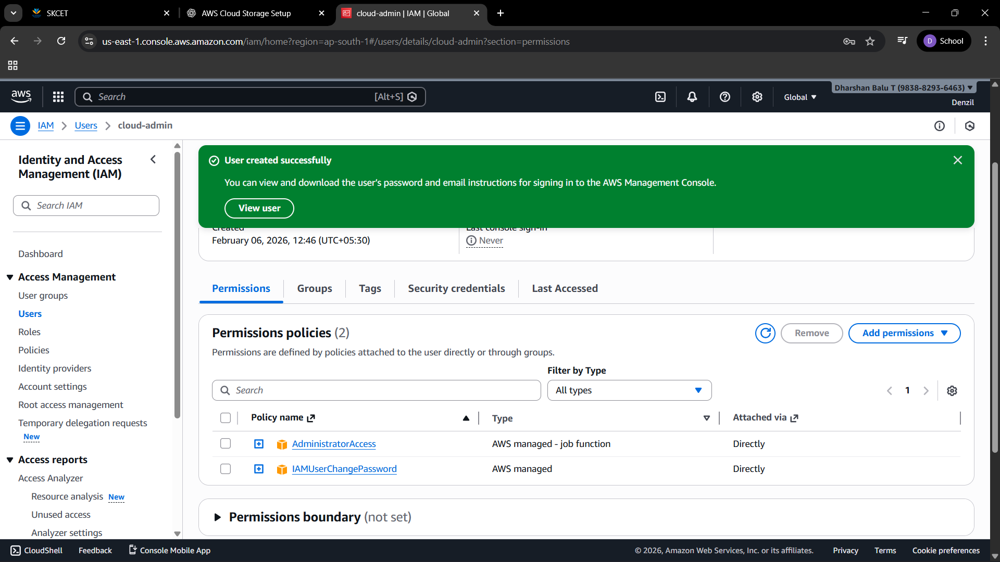 SKCET
AWS Cloud Storage Setup
cloud-admin | IAM | Global
us-east-1.console.aws.amazon.com/iam/home?region=ap-south-1#/users/details/cloud-admin?section=permissions
D School
aws
Search [Alt+S]
Global
Dharshan Balu T (9838-8293-6463)
Denzil
IAM
Users
cloud-admin
Identity and Access
Management (IAM)
Search IAM
Dashboard
Access Management
User groups
Users
Roles
Policies
Identity providers
Account settings
Root access management
Temporary delegation requests
New
Access reports
Access Analyzer
Resource analysis New
Unused access
Analyzer settings
User created successfully
You can view and download the user's password and email instructions for signing in to the AWS Management Console.
View user
Created
February 06, 2026, 12:46 (UTC+05:30)
Last console sign-in
Never
Permissions
Groups
Tags
Security credentials
Last Accessed
Permissions policies (2)
Remove
Add permissions
Permissions are defined by policies attached to the user directly or through groups.
Filter by Type
Search
All types
1
Policy name
Type
Attached via
AdministratorAccess
AWS managed - job function
Directly
IAMUserChangePassword
AWS managed
Directly
Permissions boundary (not set)
CloudShell
Feedback
Console Mobile App
© 2026, Amazon Web Services, Inc. or its affiliates.
Privacy
Terms
Cookie preferences